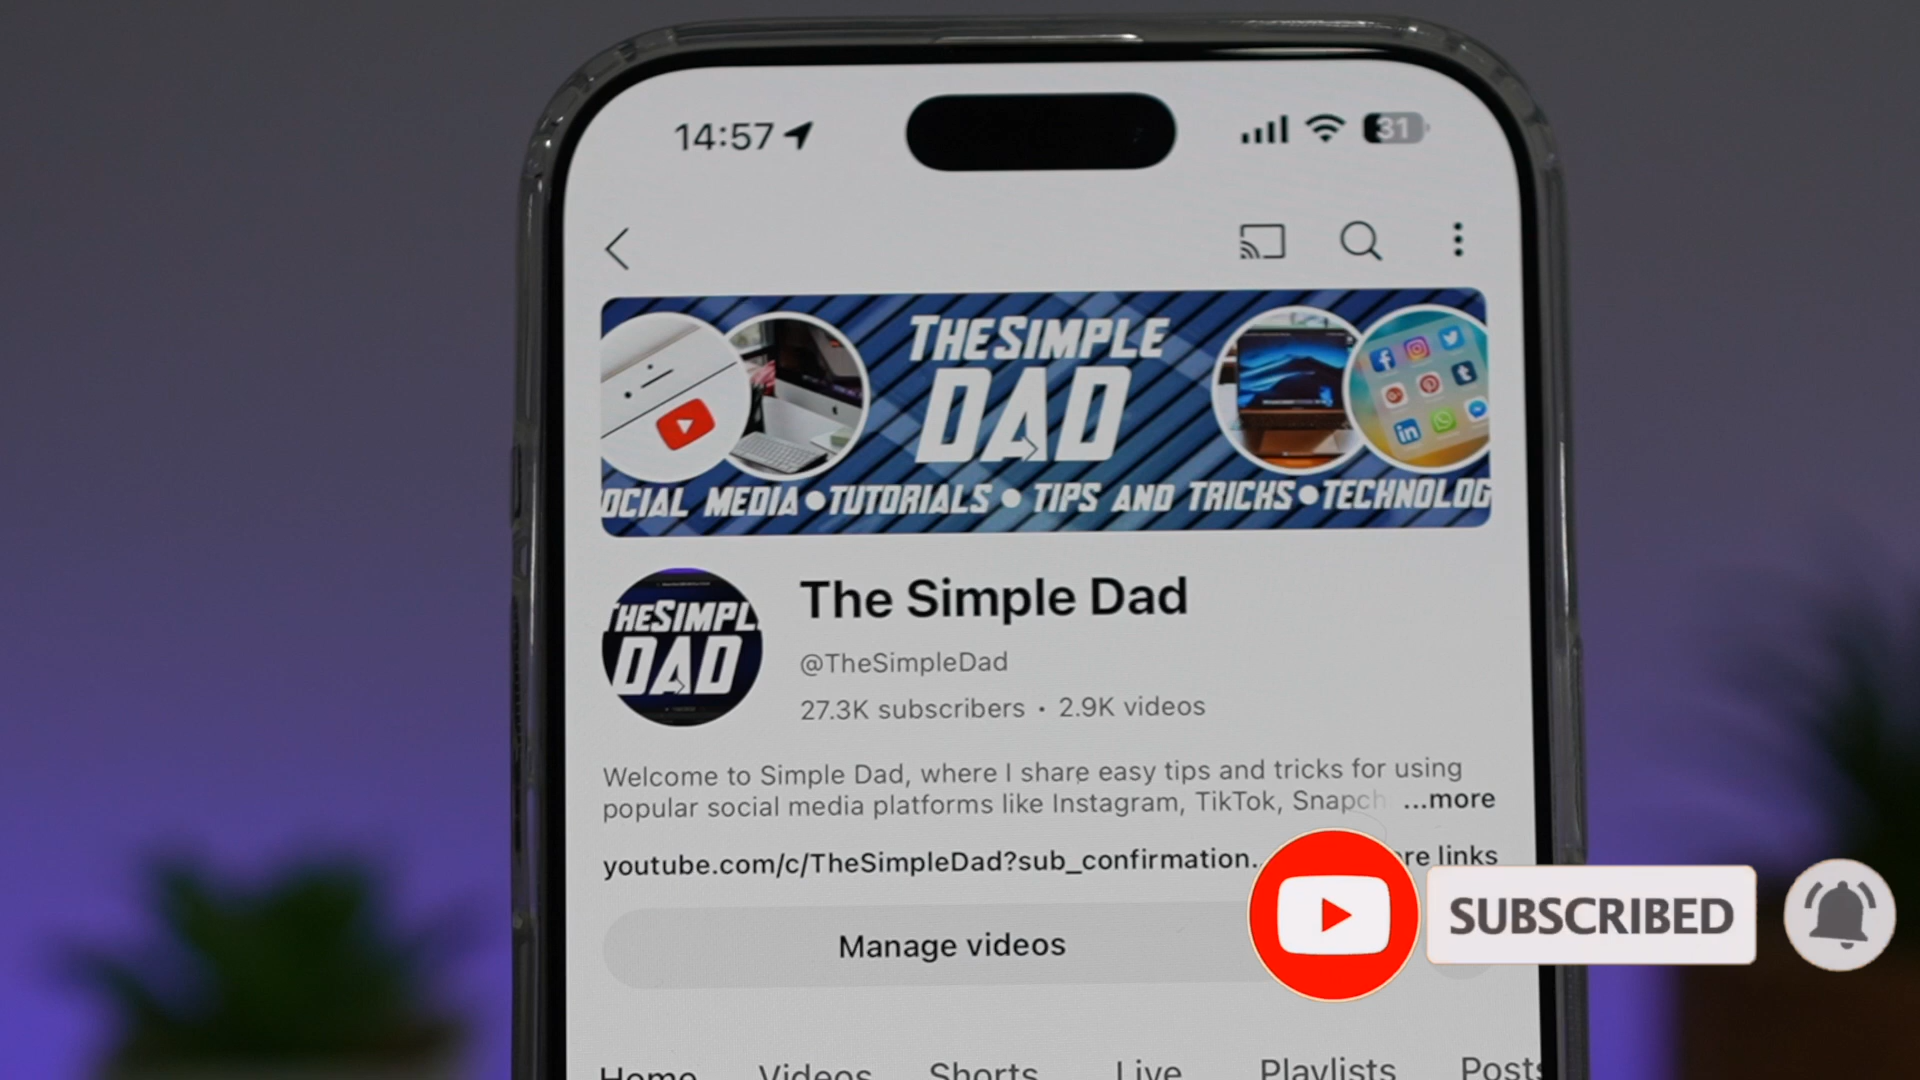 14:57
31
THE SIMPLE
DAD
OCIAL MEDIA • TUTORIALS • TIPS AND TRICKS • TECHNOLOG
THESIMPL
DAD
The Simple Dad
@TheSimpleDad
27.3K subscribers • 2.9K videos
Welcome to Simple Dad, where I share easy tips and tricks for using
popular social media platforms like Instagram, TikTok, Snapch ...more
youtube.com/c/TheSimpleDad?sub_confirmation.. re links
SUBSCRIBED
Manage videos
Home Videos Shorts Live Playlists Posts